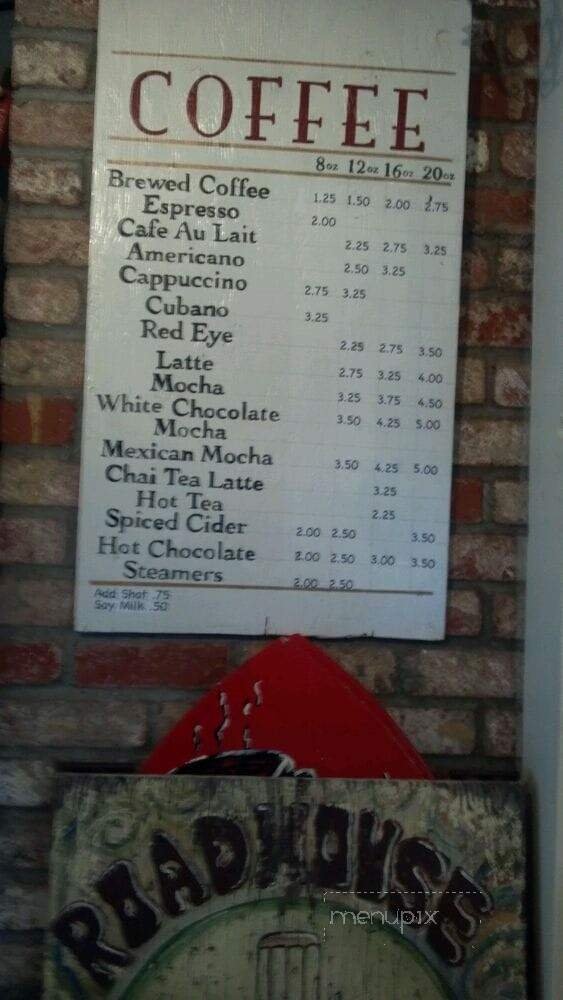 COFFEE
8oz 12oz 16oz 20oz
Brewed Coffee 1.25 1.50 2.00 2.75
Espresso 2.00
Cafe Au Lait 2.25 2.75 3.25
Americano 2.50 3.25
Cappuccino 2.75 3.25
Cubano 3.25
Red Eye 2.25 2.75 3.50
Latte 2.75 3.25 4.00
Mocha 3.25 3.75 4.50
White Chocolate 3.50 4.25 5.00
Mocha
Mexican Mocha 3.50 4.25 5.00
Chai Tea Latte 3.25
Hot Tea 2.25
Spiced Cider 2.00 2.50 3.50
Hot Chocolate 2.00 2.50 3.00 3.50
Steamers 2.00 2.50
Add Shot .75
Soy Milk .50
ROADHOUSE
menupix